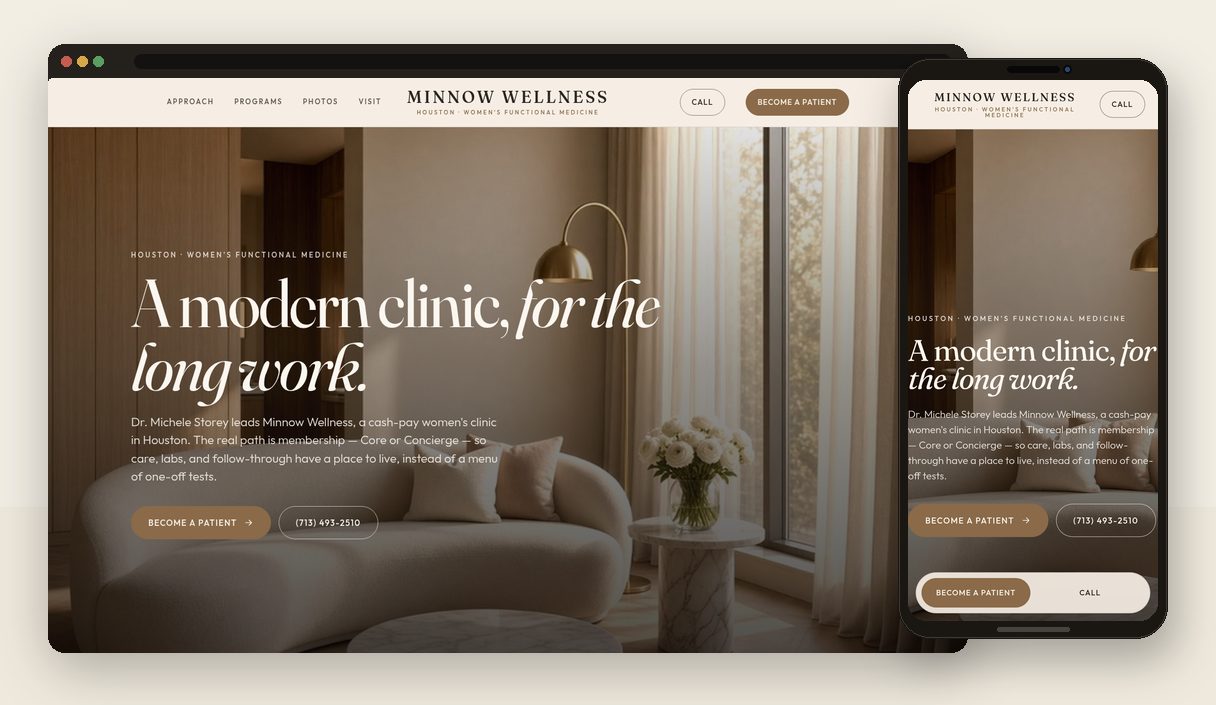 APPROACH PROGRAMS PHOTOS VISIT
MINNOW WELLNESS
HOUSTON · WOMEN'S FUNCTIONAL MEDICINE
CALL
BECOME A PATIENT
HOUSTON · WOMEN'S FUNCTIONAL MEDICINE
A modern clinic, for the
long work.
Dr. Michele Storey leads Minnow Wellness, a cash-pay women's clinic
in Houston. The real path is membership — Core or Concierge — so
care, labs, and follow-through have a place to live, instead of a menu
of one-off tests.
BECOME A PATIENT →
(713) 493-2510
MINNOW WELLNESS
HOUSTON · WOMEN'S FUNCTIONAL
MEDICINE
CALL
HOUSTON · WOMEN'S FUNCTIONAL MEDICINE
A modern clinic, for
the long work.
Dr. Michele Storey leads Minnow Wellness, a cash-pay
women's clinic in Houston. The real path is membership
— Core or Concierge — so care, labs, and follow-
through have a place to live, instead of a menu of one-
off tests.
BECOME A PATIENT →
(713) 493-2510
BECOME A PATIENT
CALL